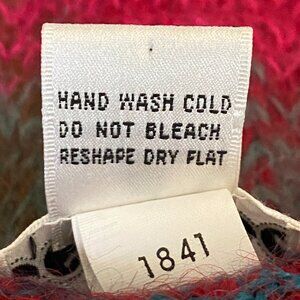 HAND WASH COLD
DO NOT BLEACH
RESHAPE DRY FLAT
1841